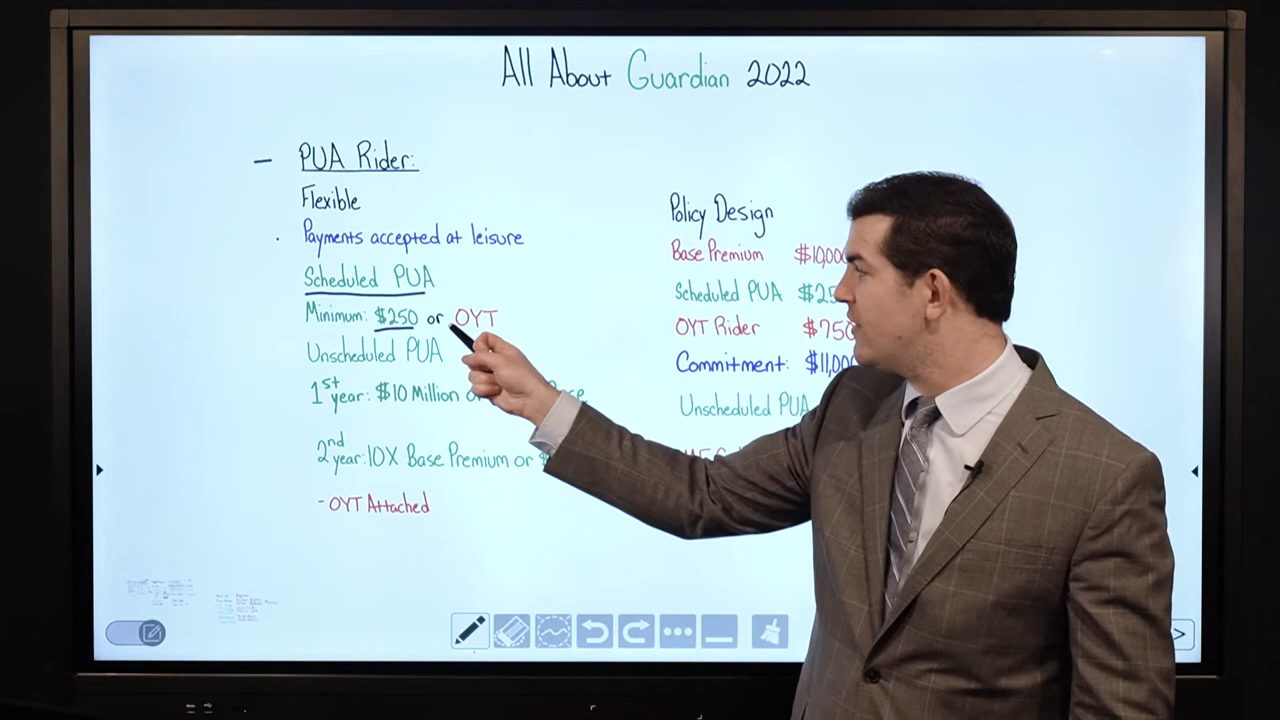 All About Guardian 2022
– PUA Rider:
Flexible
Payments accepted at leisure
Scheduled PUA
Minimum: $250 or OYT
Unscheduled PUA
1st year: $10 Million
2nd year: 10X Base Premium or
- OYT Attached
Policy Design
Base Premium $10,000
Scheduled PUA
OYT Rider $750
Commitment: $11,000
Unscheduled PUA